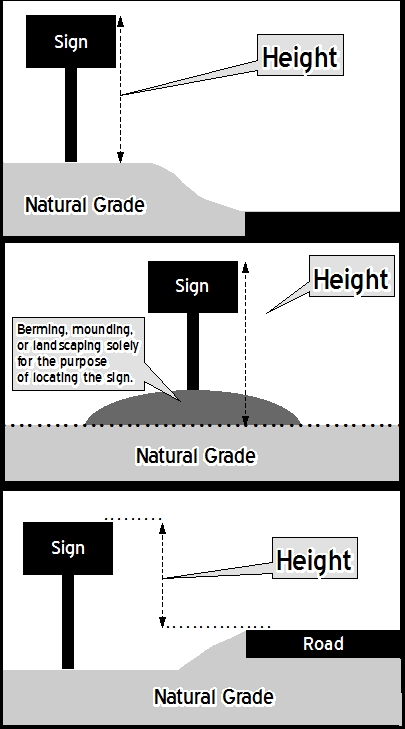 Sign
Height
Natural Grade
Sign
Height
Berming, mounding,
or landscaping solely
for the purpose
of locating the sign.
Natural Grade
Sign
Height
Road
Natural Grade